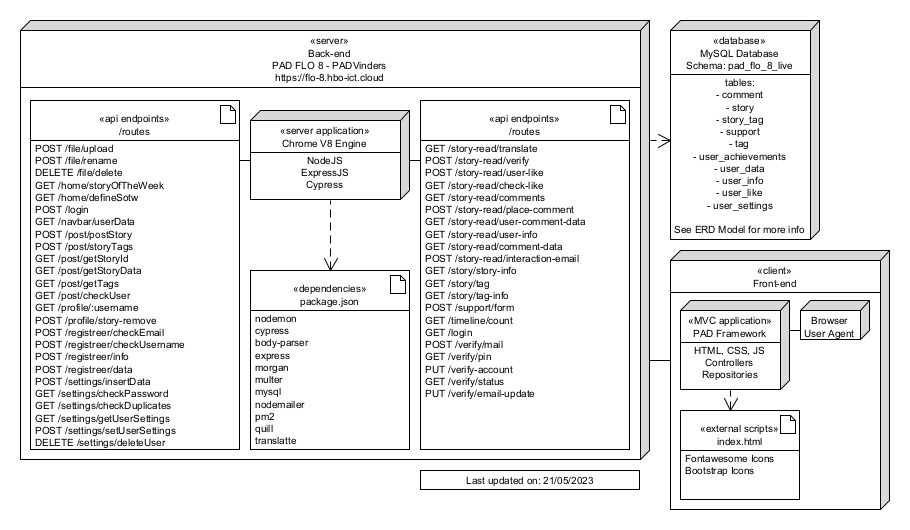 «server»
Back-end
PAD FLO 8 - PADVinders
https://flo-8.hbo-ict.cloud
«api endpoints»
/routes
POST /file/upload
POST /file/rename
DELETE /file/delete
GET /home/storyOfTheWeek
GET /home/defineSotw
POST /login
GET /navbar/userData
POST /post/postStory
POST /post/storyTags
GET /post/getStoryId
GET /post/getStoryData
GET /post/getTags
GET /post/checkUser
GET /profile/:username
POST /profile/story-remove
POST /registreer/checkEmail
POST /registreer/checkUsername
POST /registreer/info
POST /registreer/data
POST /settings/insertData
GET /settings/checkPassword
GET /settings/checkDuplicates
GET /settings/getUserSettings
POST /settings/setUserSettings
DELETE /settings/deleteUser
«server application»
Chrome V8 Engine
NodeJS
ExpressJS
Cypress
«dependencies»
package.json
nodemon
cypress
body-parser
express
morgan
multer
mysql
nodemailer
pm2
quill
translatte
«api endpoints»
/routes
GET /story-read/translate
POST /story-read/verify
POST /story-read/user-like
GET /story-read/check-like
GET /story-read/comments
POST /story-read/place-comment
GET /story-read/user-comment-data
GET /story-read/user-info
GET /story-read/comment-data
POST /story-read/interaction-email
GET /story/story-info
GET /story/tag
GET /story/tag-info
POST /support/form
GET /timeline/count
GET /login
POST /verify/mail
GET /verify/pin
PUT /verify-account
GET /verify/status
PUT /verify/email-update
«database»
MySQL Database
Schema: pad_flo_8_live
tables:
- comment
- story
- story_tag
- support
- tag
- user_achievements
- user_data
- user_info
- user_like
- user_settings
See ERD Model for more info
«client»
Front-end
«MVC application»
PAD Framework
HTML, CSS, JS
Controllers
Repositories
Browser
User Agent
«external scripts»
index.html
Fontawesome Icons
Bootstrap Icons
Last updated on: 21/05/2023